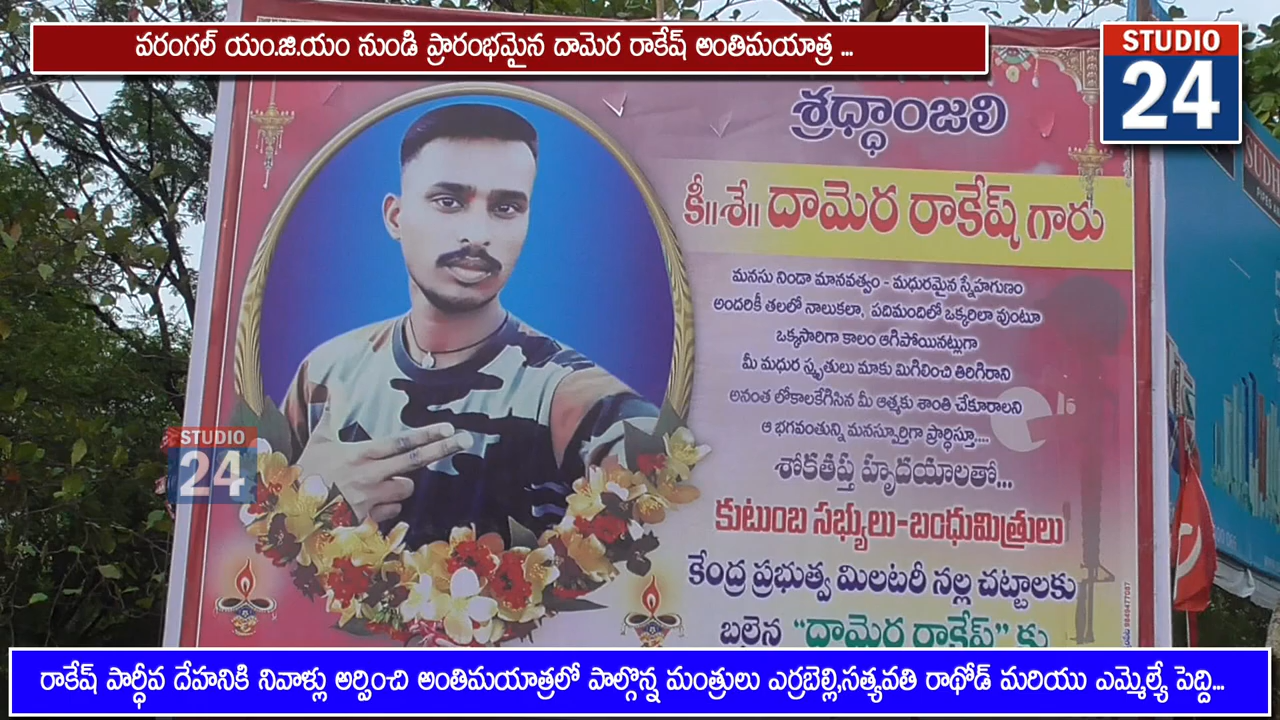 వరంగల్ యం.జి.యం నుండి ప్రారంభమైన దామెర రాకేష్ అంతిమయాత్ర ...
STUDIO
24
శ్రద్ధాంజలి
కీ॥శే॥ దామెర రాకేష్ గారు
మనసు నిండా మానవత్వం - మధురమైన స్నేహగుణం
అందరికీ తలలో నాలుకలా, పదిమందిలో ఒక్కరిలా వుంటూ
ఒక్కసారిగా కాలం ఆగిపోయినట్లుగా
మీ మధుర స్మృతులు మాకు మిగిలించి తిరిగిరాని
అనంత లోకాలకేగిసిన మీ ఆత్మకు శాంతి చేకూరాలని
ఆ భగవంతున్ని మనస్పూర్తిగా ప్రార్థిస్తూ....
శోకతప్త హృదయాలతో...
కుటుంబ సభ్యులు-బంధుమిత్రులు
కేంద్ర ప్రభుత్వ మిలటరీ నల్ల చట్టాలకు
బలైన “దామెర రాకేష్” కు
STUDIO
24
రాకేష్ పార్థీవ దేహనికి నివాళ్లు అర్పించి అంతిమయాత్రలో పాల్గొన్న మంత్రులు ఎర్రబెల్లి,సత్యవతి రాథోడ్ మరియు ఎమ్మెల్యే పెద్ది...